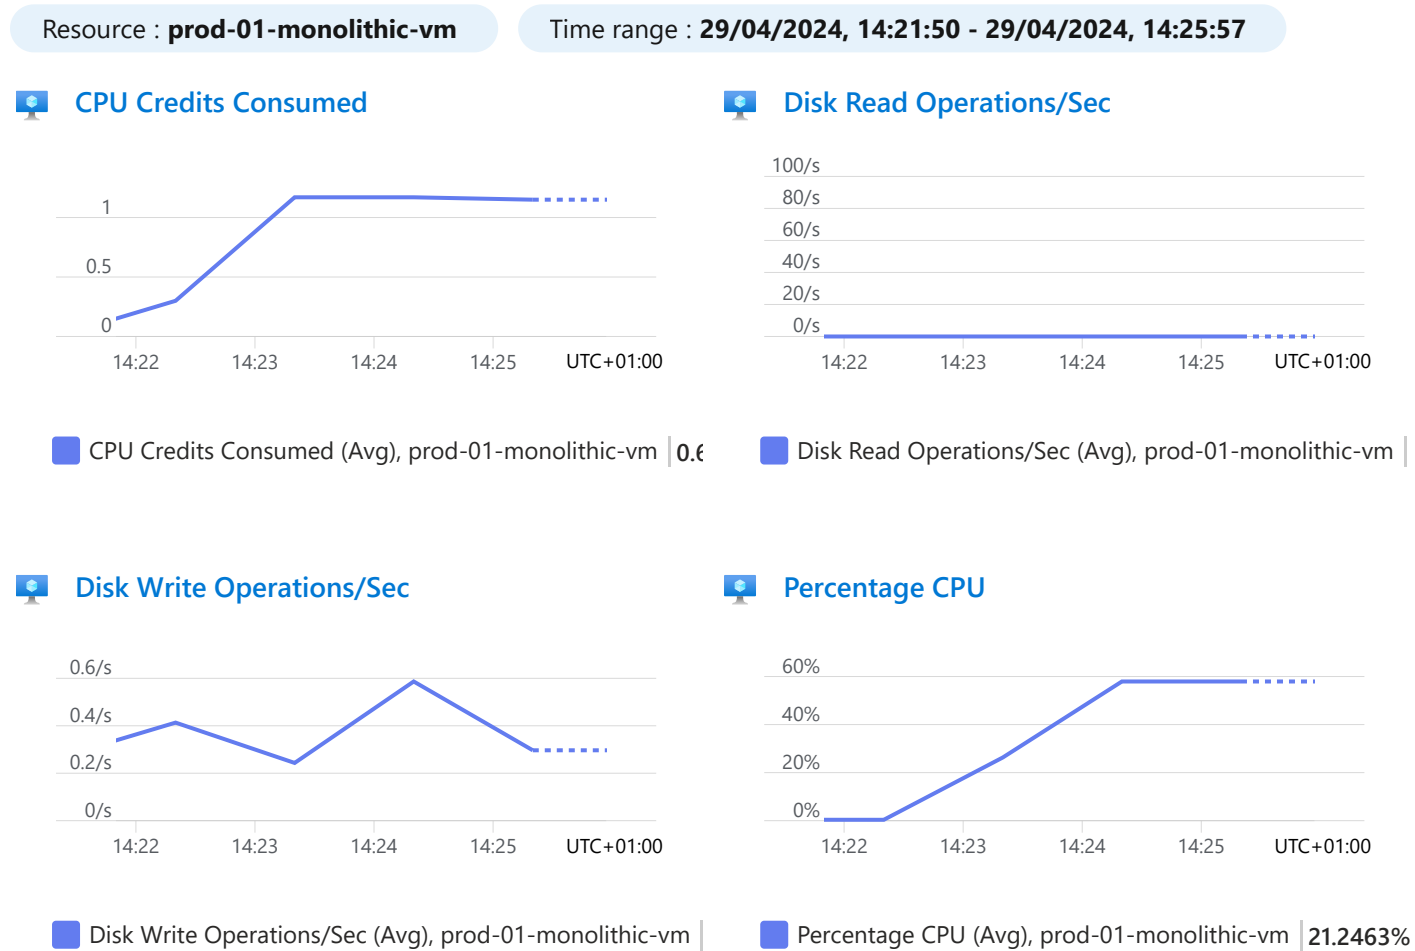 Resource : prod-01-monolithic-vm
Time range : 29/04/2024, 14:21:50 - 29/04/2024, 14:25:57
CPU Credits Consumed
1
0.5
0
14:22 14:23 14:24 14:25 UTC+01:00
CPU Credits Consumed (Avg), prod-01-monolithic-vm
Disk Read Operations/Sec
100/s
80/s
60/s
40/s
20/s
0/s
14:22 14:23 14:24 14:25 UTC+01:00
Disk Read Operations/Sec (Avg), prod-01-monolithic-vm
Disk Write Operations/Sec
0.6/s
0.4/s
0.2/s
0/s
14:22 14:23 14:24 14:25 UTC+01:00
Disk Write Operations/Sec (Avg), prod-01-monolithic-vm
Percentage CPU
60%
40%
20%
0%
14:22 14:23 14:24 14:25 UTC+01:00
Percentage CPU (Avg), prod-01-monolithic-vm 21.2463%